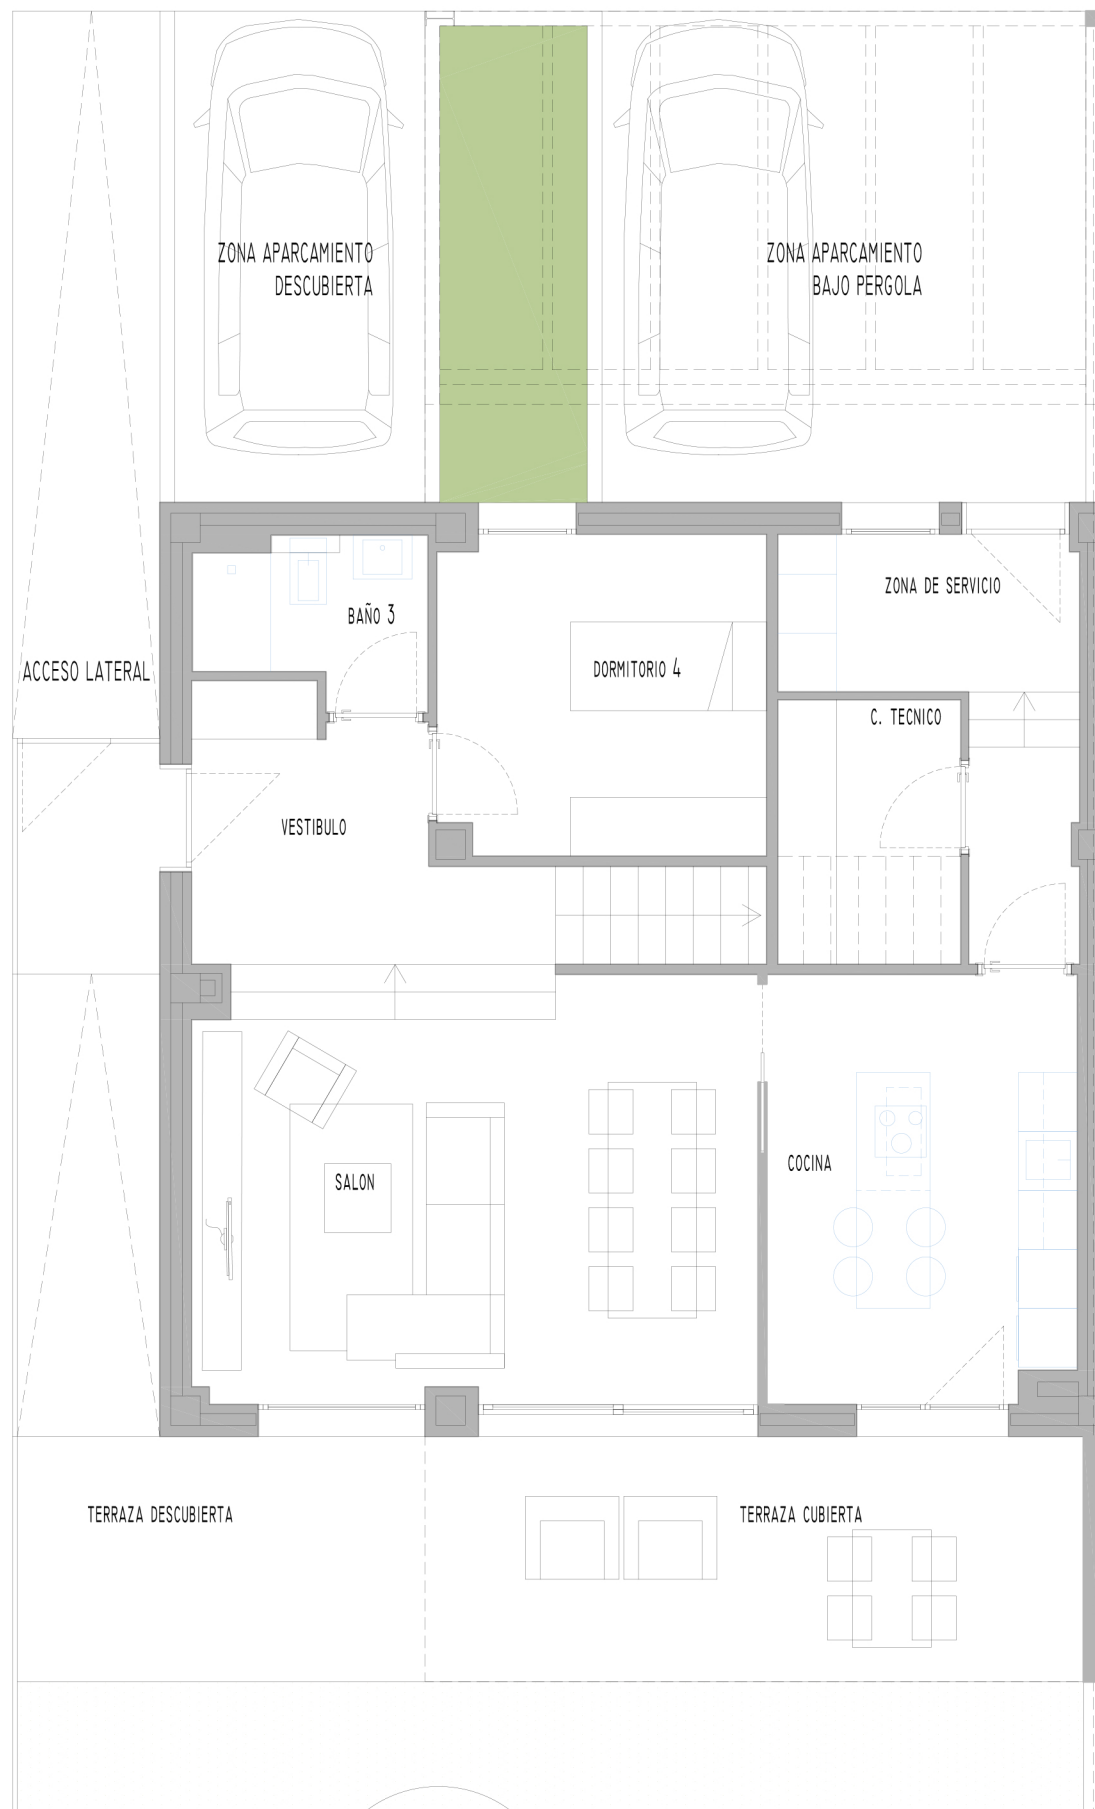 ZONA APARCAMIENTO
DESCUBIERTA
ZONA APARCAMIENTO
BAJO PERGOLA
ZONA DE SERVICIO
BAÑO 3
DORMITORIO 4
ACCESO LATERAL
C. TECNICO
VESTIBULO
COCINA
SALON
TERRAZA DESCUBIERTA
TERRAZA CUBIERTA